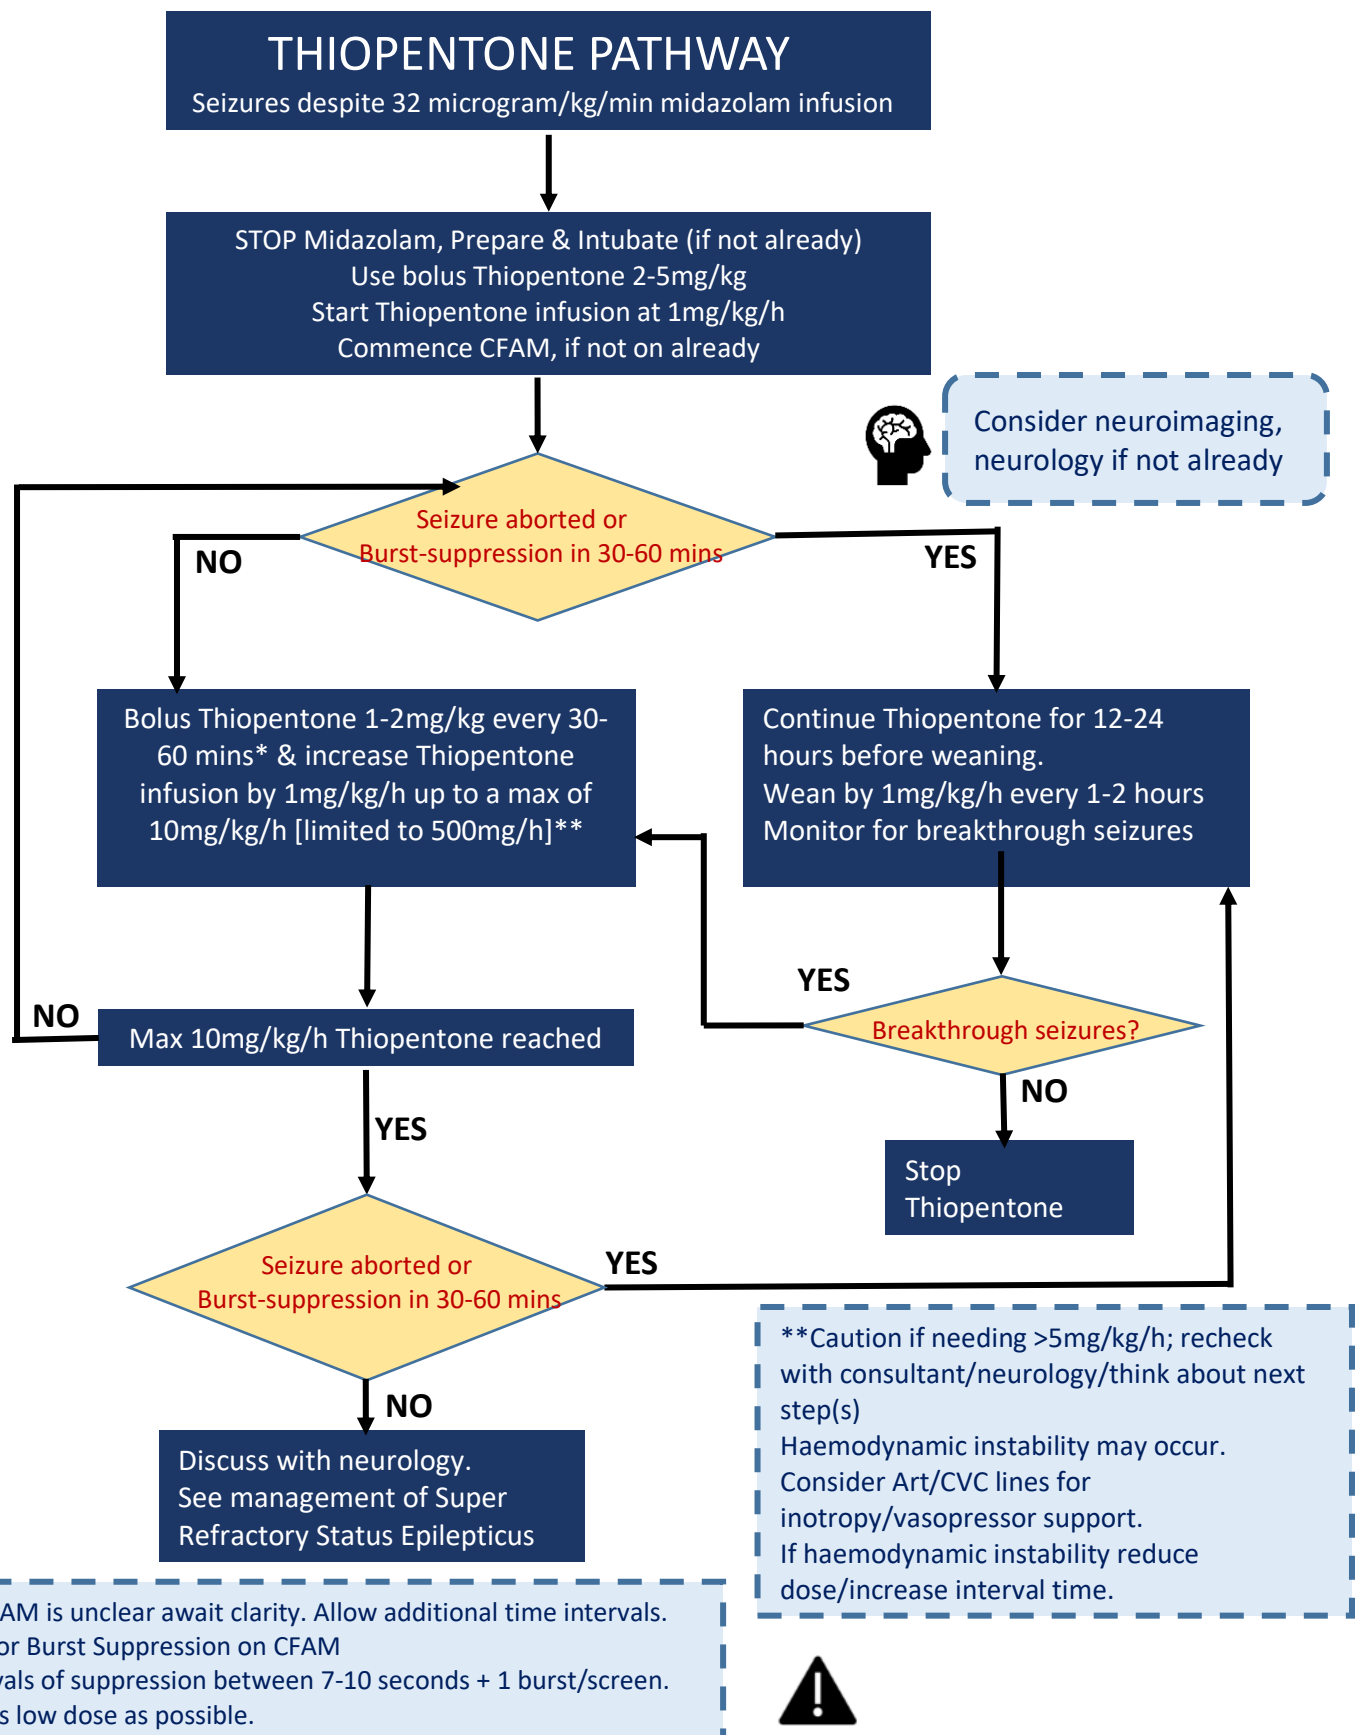 THIOPENTONE PATHWAY
Seizures despite 32 microgram/kg/min midazolam infusion
STOP Midazolam, Prepare & Intubate (if not already)
Use bolus Thiopentone 2-5mg/kg
Start Thiopentone infusion at 1mg/kg/h
Commence CFAM, if not on already
Consider neuroimaging,
neurology if not already
Seizure aborted or
Burst-suppression in 30-60 mins
NO
YES
Bolus Thiopentone 1-2mg/kg every 30-
60 mins* & increase Thiopentone
infusion by 1mg/kg/h up to a max of
10mg/kg/h [limited to 500mg/h]**
Continue Thiopentone for 12-24
hours before weaning.
Wean by 1mg/kg/h every 1-2 hours
Monitor for breakthrough seizures
YES
Breakthrough seizures?
NO
NO
Max 10mg/kg/h Thiopentone reached
YES
Stop
Thiopentone
Seizure aborted or
Burst-suppression in 30-60 mins
YES
NO
Discuss with neurology.
See management of Super
Refractory Status Epilepticus
**Caution if needing >5mg/kg/h; recheck
with consultant/neurology/think about next
step(s)
Haemodynamic instability may occur.
Consider Art/CVC lines for
inotropy/vasopressor support.
If haemodynamic instability reduce
dose/increase interval time.
is unclear await clarity. Allow additional time intervals.
Burst Suppression on CFAM
of suppression between 7-10 seconds + 1 burst/screen.
low dose as possible.